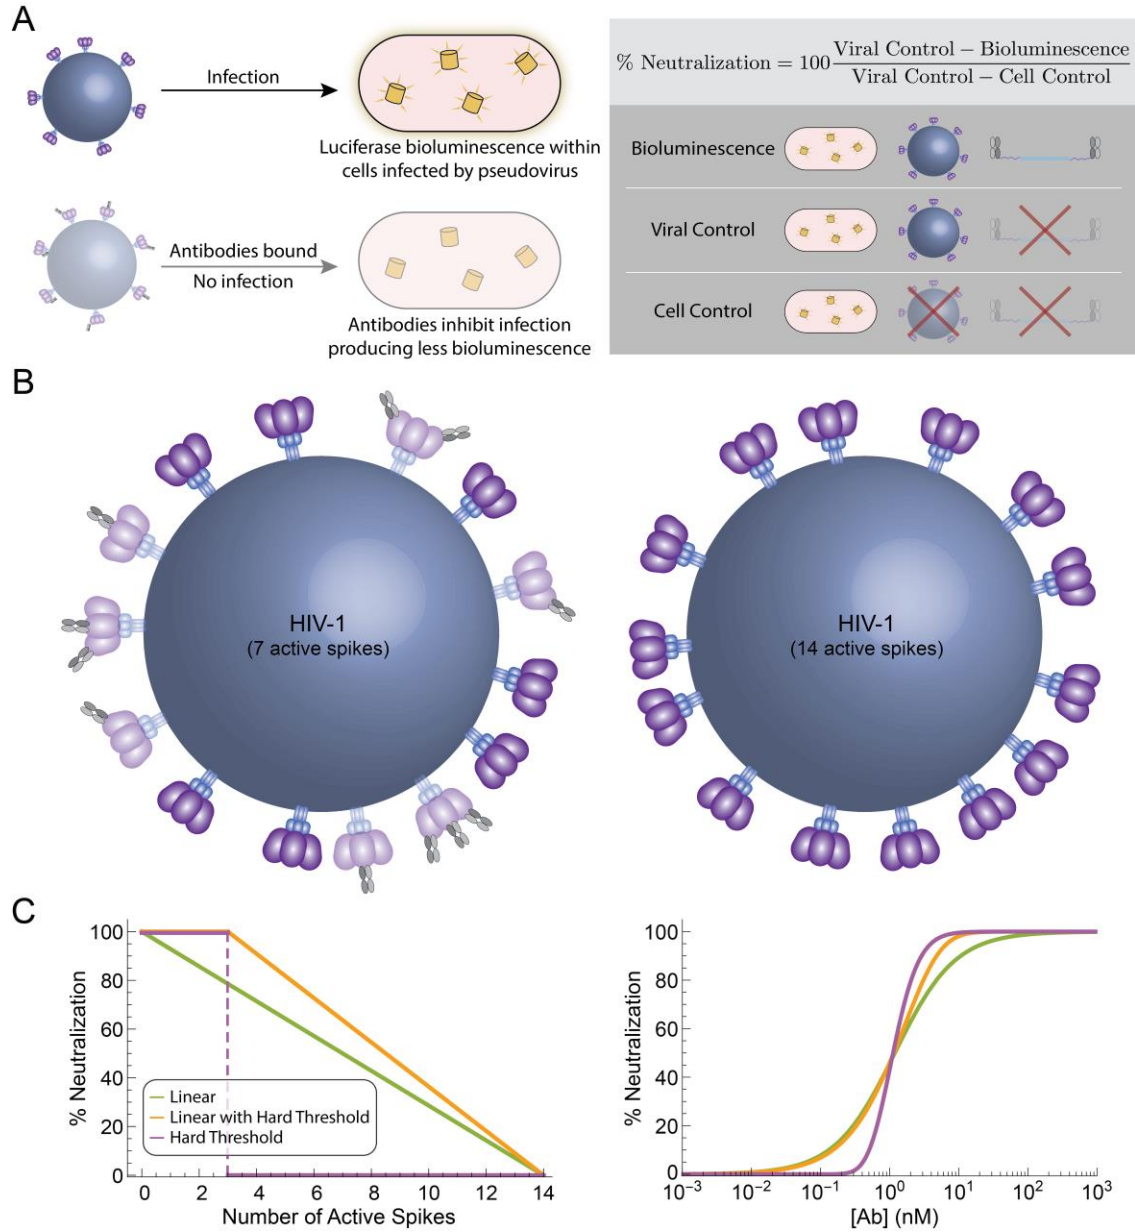 A
Infection
Luciferase bioluminescence within
cells infected by pseudovirus
Antibodies bound
No infection
Antibodies inhibit infection
producing less bioluminescence
% Neutralization = 100 Viral Control − Bioluminescence
Viral Control − Cell Control
Bioluminescence
Viral Control
Cell Control
B
HIV-1
(7 active spikes)
HIV-1
(14 active spikes)
C
% Neutralization
100
80
60
40
20
0
Linear
Linear with Hard Threshold
Hard Threshold
0 2 4 6 8 10 12 14
Number of Active Spikes
% Neutralization
100
80
60
40
20
0
10⁻³ 10⁻² 10⁻¹ 10⁰ 10¹ 10² 10³
[Ab] (nM)